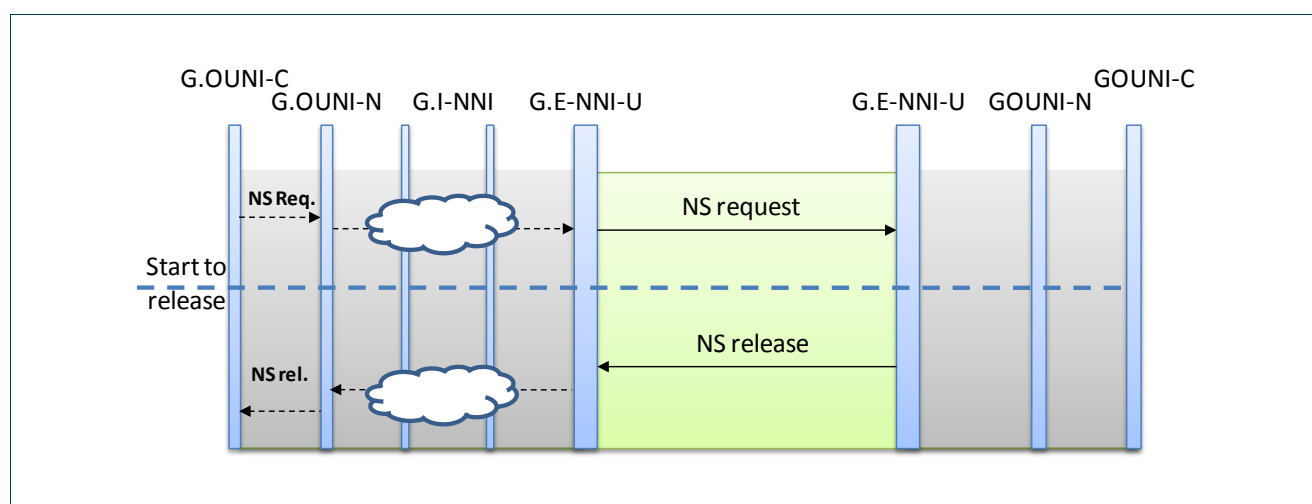 G.OUNI-C
G.OUNI-N
G.I-NNI
G.E-NNI-U
G.E-NNI-U
GOUNI-N
GOUNI-C
NS Req.
NS request
Start to
release
NS release
NS rel.